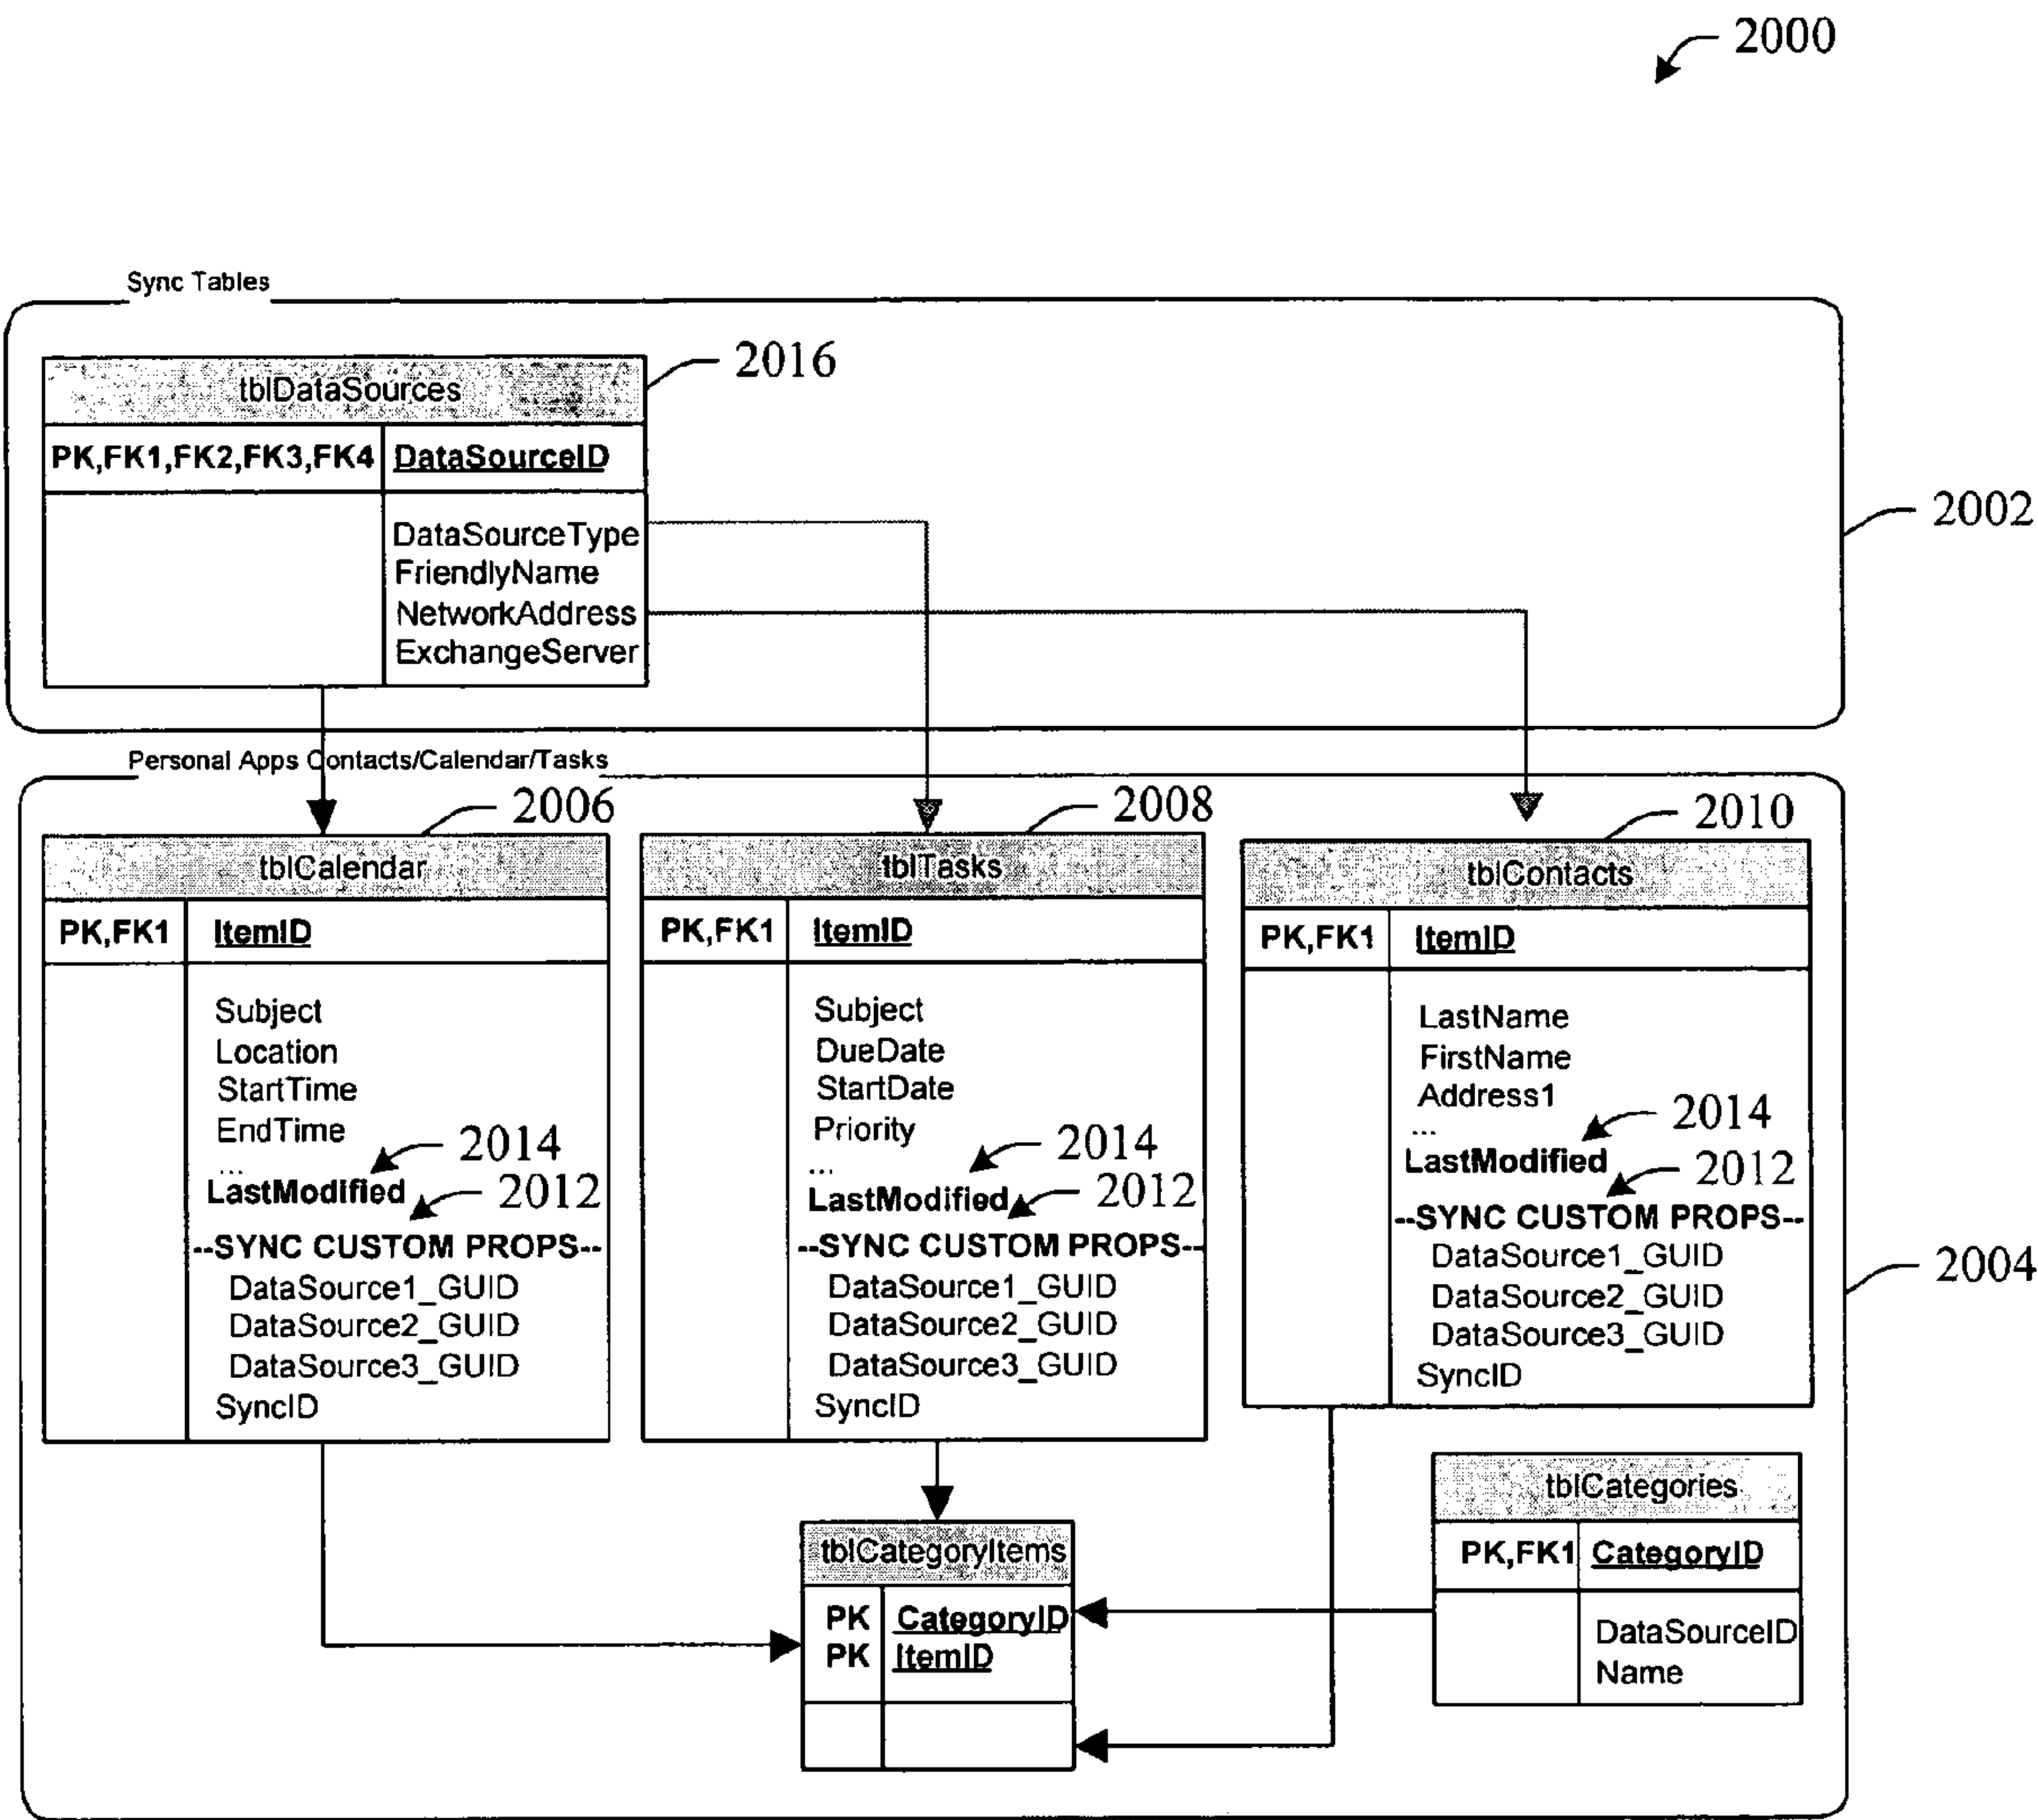 2000
Sync Tables
2016
tblDataSources
PK,FK1,FK2,FK3,FK4 DataSourceID
DataSourceType
FriendlyName
NetworkAddress
ExchangeServer
2002
Personal Apps Contacts/Calendar/Tasks
2006
tblCalendar
PK,FK1 ItemID
Subject
Location
StartTime
EndTime
...
2014
LastModified
2012
--SYNC CUSTOM PROPS--
DataSource1_GUID
DataSource2_GUID
DataSource3_GUID
SyncID
2008
tblTasks
PK,FK1 ItemID
Subject
DueDate
StartDate
Priority
...
2014
LastModified
2012
--SYNC CUSTOM PROPS--
DataSource1_GUID
DataSource2_GUID
DataSource3_GUID
SyncID
2010
tblContacts
PK,FK1 ItemID
LastName
FirstName
Address1
...
2014
LastModified
2012
--SYNC CUSTOM PROPS--
DataSource1_GUID
DataSource2_GUID
DataSource3_GUID
SyncID
2004
tblCategoryItems
PK CategoryID
PK ItemID
tblCategories
PK,FK1 CategoryID
DataSourceID
Name